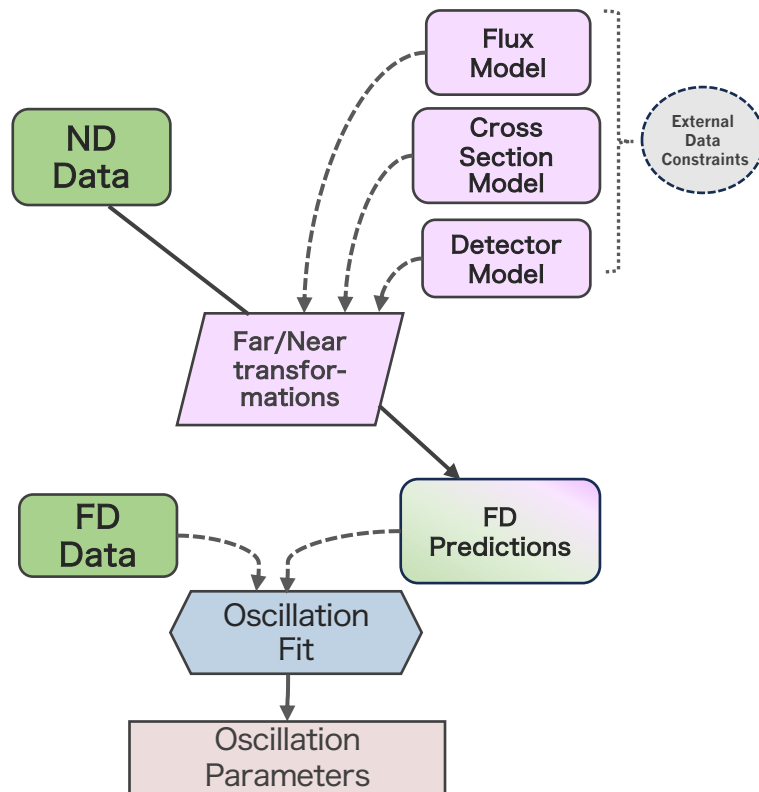 Flux
Model
ND
Data
Cross
Section
Model
External
Data
Constraints
Detector
Model
Far/Near
transfor-
mations
FD
Data
FD
Predictions
Oscillation
Fit
Oscillation
Parameters